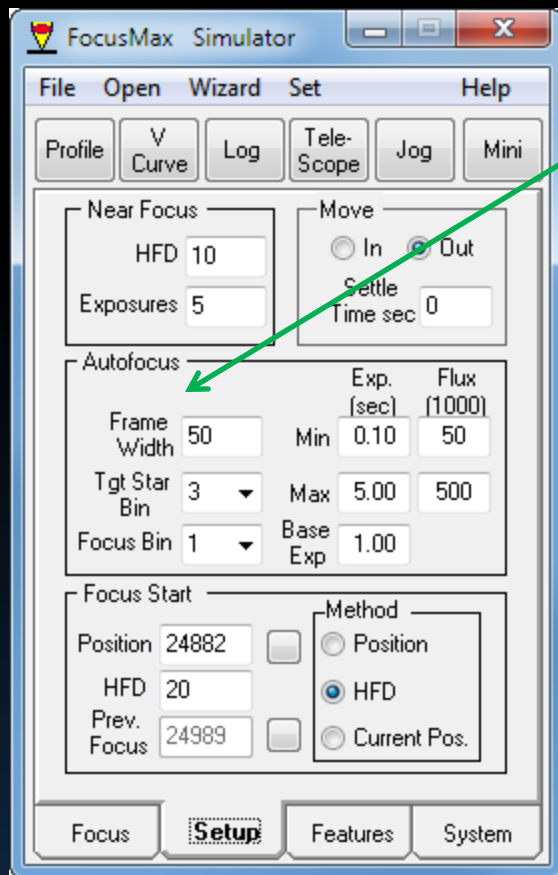 FocusMax Simulator
File Open Wizard Set Help
Profile V Curve Log Tele-Scope Jog Mini
Near Focus
HFD 10
Exposures 5
Move
In Out
Settle Time sec 0
Autofocus
Exp. (sec) Flux (1000)
Frame Width 50 Min 0.10 50
Tgt Star Bin 3 Max 5.00 500
Focus Bin 1 Base Exp 1.00
Focus Start
Position 24882
HFD 20
Prev. Focus 24989
Method
Position
HFD
Current Pos.
Focus Setup Features System